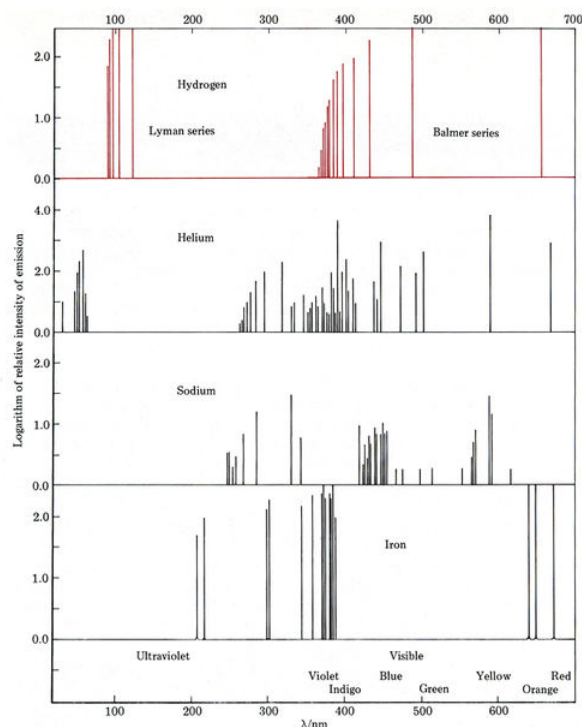 100 200 300 400 500 600 700
2.0
Hydrogen
1.0
Lyman series
Balmer series
0.0
4.0
Helium
2.0
0.0
2.0
Sodium
1.0
0.0
2.0
Iron
1.0
0.0
Logarithm of relative intensity of emission
Ultraviolet
Visible
Violet Blue Yellow Red
Indigo Green Orange
100 200 300 400 500 600
λ/nm